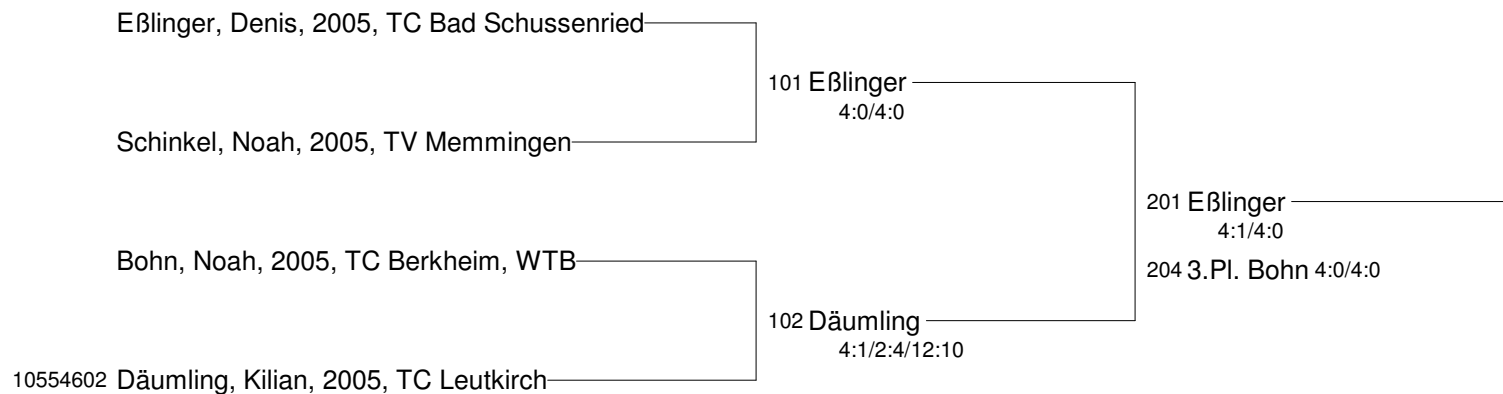 Eßlinger, Denis, 2005, TC Bad Schussenried
101 Eßlinger
4:0/4:0
Schinkel, Noah, 2005, TV Memmingen
201 Eßlinger
4:1/4:0
Bohn, Noah, 2005, TC Berkheim, WTB
204 3.Pl. Bohn 4:0/4:0
102 Däumling
4:1/2:4/12:10
10554602 Däumling, Kilian, 2005, TC Leutkirch